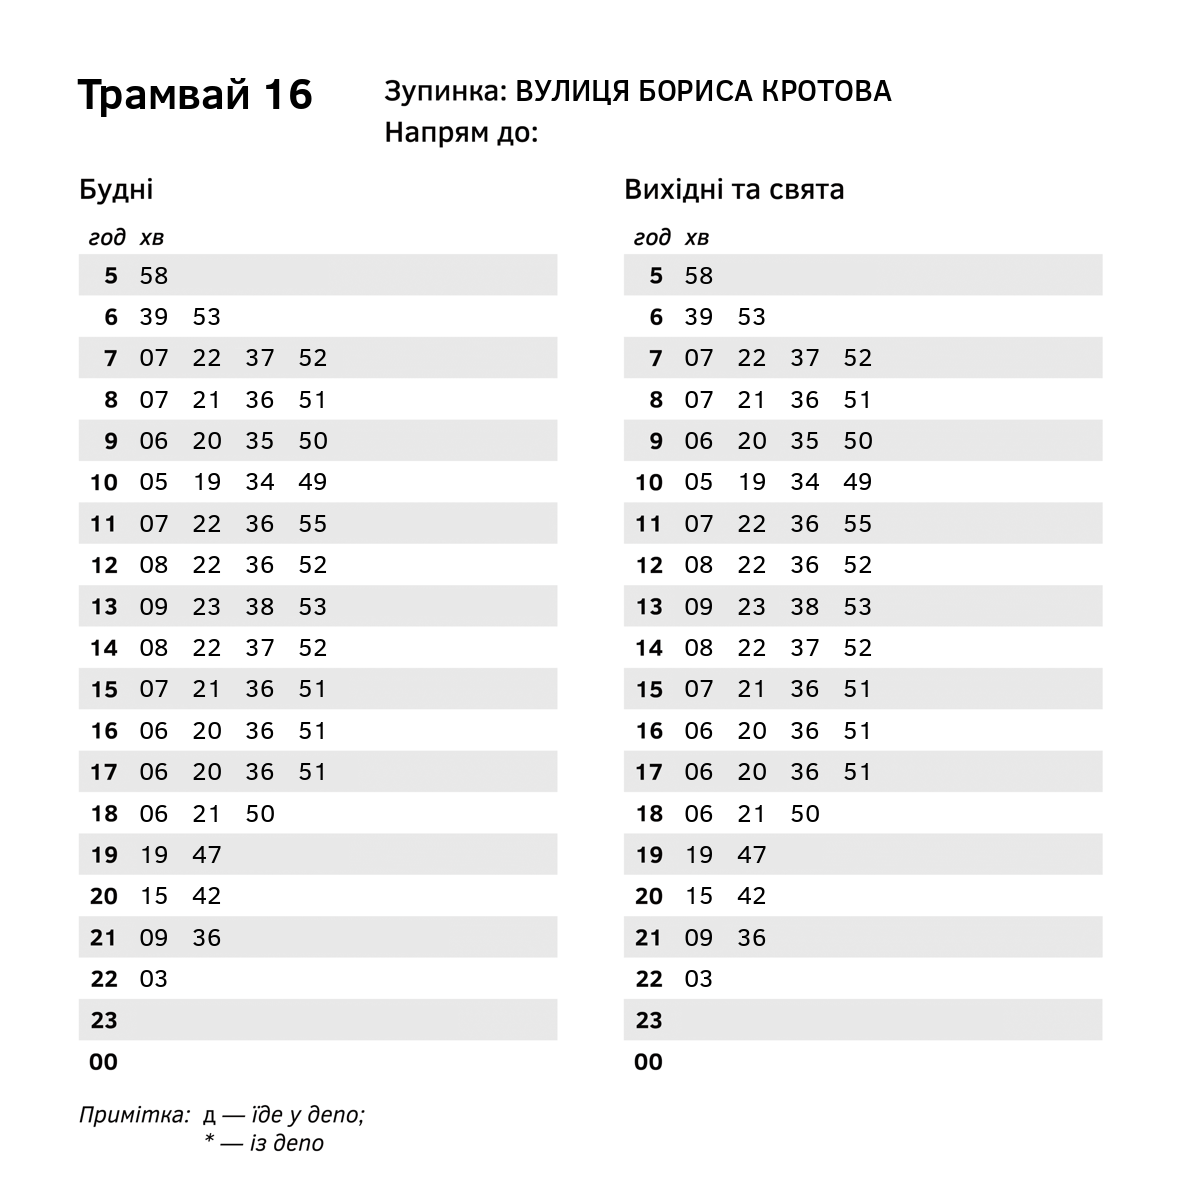 Трамвай 16
Зупинка: ВУЛИЦЯ БОРИСА КРОТОВА
Напрям до:
Будні
год хв
5 58
6 39 53
7 07 22 37 52
8 07 21 36 51
9 06 20 35 50
10 05 19 34 49
11 07 22 36 55
12 08 22 36 52
13 09 23 38 53
14 08 22 37 52
15 07 21 36 51
16 06 20 36 51
17 06 20 36 51
18 06 21 50
19 19 47
20 15 42
21 09 36
22 03
23
00
Вихідні та свята
год хв
5 58
6 39 53
7 07 22 37 52
8 07 21 36 51
9 06 20 35 50
10 05 19 34 49
11 07 22 36 55
12 08 22 36 52
13 09 23 38 53
14 08 22 37 52
15 07 21 36 51
16 06 20 36 51
17 06 20 36 51
18 06 21 50
19 19 47
20 15 42
21 09 36
22 03
23
00
Примітка: д — їде у депо;
* — із депо